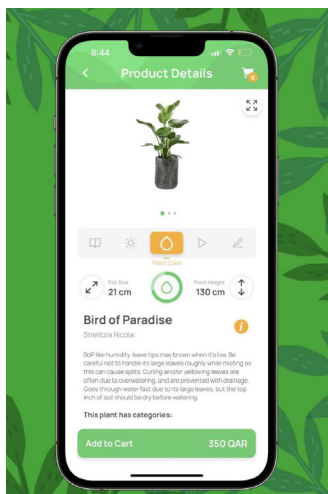 8:44
Product Details
Plant Care
Pot Size
21 cm
Plant Height
130 cm
Bird of Paradise
Strelitzia Nicolai
BoP like humidity, leave tips may brown when it's low. Be
careful not to handle its large leaves roughly while misting as
this can cause splits. Curling and/or yellowing leaves are
often due to overwatering, and are prevented with drainage.
Goes through water fast due to its large leaves, but the top
inch of soil should be dry before watering.
This plant has categories:
Add to Cart 350 QAR